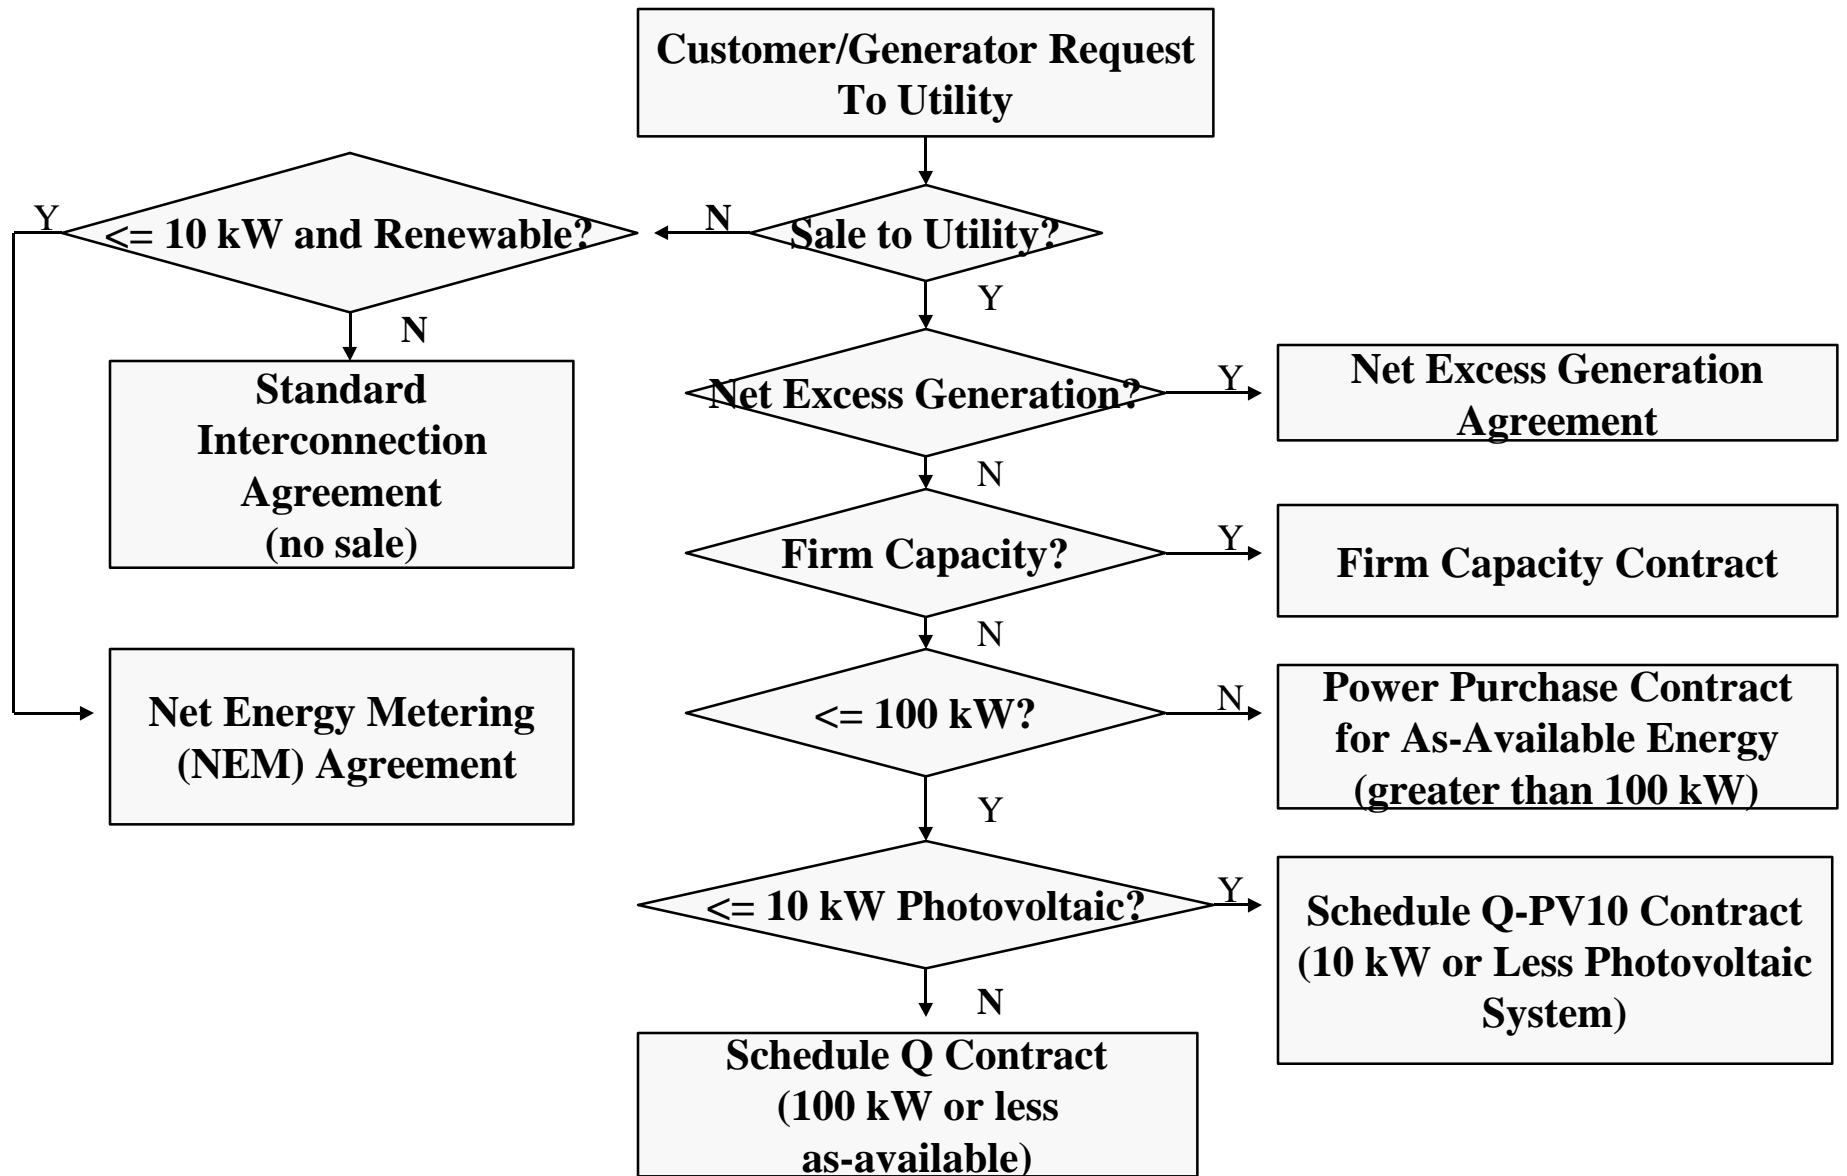 Customer/Generator Request
To Utility
Y
<= 10 kW and Renewable?
N
Sale to Utility?
Y
N
Standard
Interconnection
Agreement
(no sale)
Net Excess Generation?
Y
Net Excess Generation
Agreement
N
Firm Capacity?
Y
Firm Capacity Contract
N
Net Energy Metering
(NEM) Agreement
<= 100 kW?
N
Power Purchase Contract
for As-Available Energy
(greater than 100 kW)
Y
<= 10 kW Photovoltaic?
Y
Schedule Q-PV10 Contract
(10 kW or Less Photovoltaic
System)
N
Schedule Q Contract
(100 kW or less
as-available)